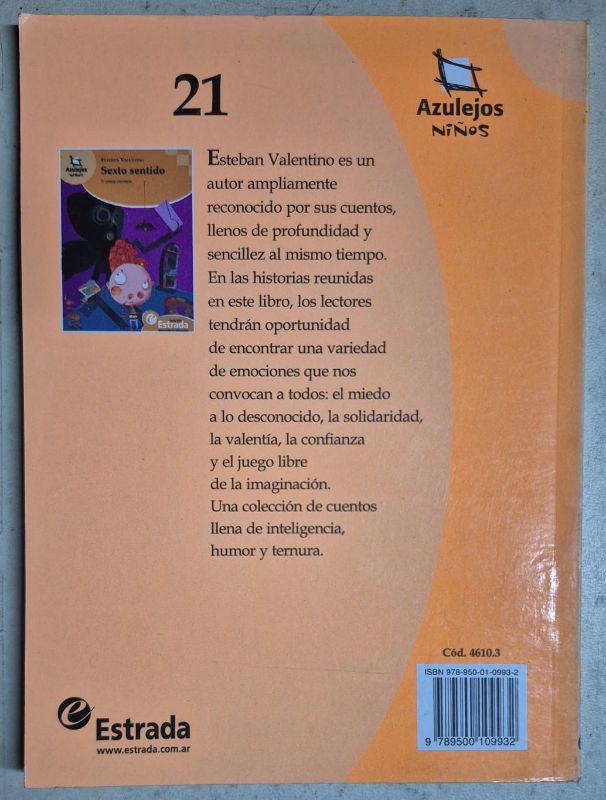 21
Azulejos
NIÑOS
Azulejos
ESTEBAN VALENTINO
Sexto sentido
Estrada
Esteban Valentino es un
autor ampliamente
reconocido por sus cuentos,
llenos de profundidad y
sencillez al mismo tiempo.
En las historias reunidas
en este libro, los lectores
tendrán oportunidad
de encontrar una variedad
de emociones que nos
convocan a todos: el miedo
a lo desconocido, la solidaridad,
la valentía, la confianza
y el juego libre
de la imaginación.
Una colección de cuentos
llena de inteligencia,
humor y ternura.
Cód. 4610.3
ISBN 978-950-01-0993-2
9 789500 109932
Estrada
www.estrada.com.ar